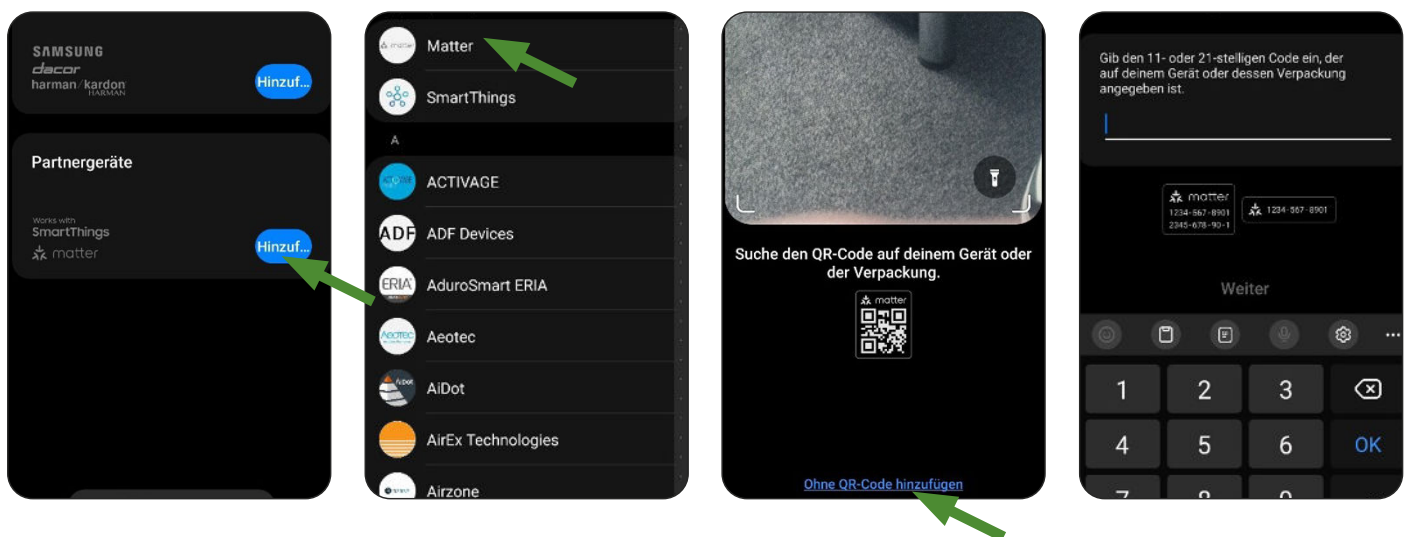 SAMSUNG
dacor
harman/kardon
HARMAN
Hinzuf...
Partnergeräte
Works with
SmartThings
matter
Hinzuf...
matter
Matter
SmartThings
A
ACTIVAGE
ADF
ADF Devices
ERIA
AduroSmart ERIA
AEOTEC
Aeotec
AiDot
AiDot
AirEx Technologies
Airzone
Suche den QR-Code auf deinem Gerät oder
der Verpackung.
matter
Ohne QR-Code hinzufügen
Gib den 11- oder 21-stelligen Code ein, der
auf deinem Gerät oder dessen Verpackung
angegeben ist.
matter
1234-567-8901
2345-678-90-1
1234-567-8901
Weiter
1 2 3
4 5 6 OK